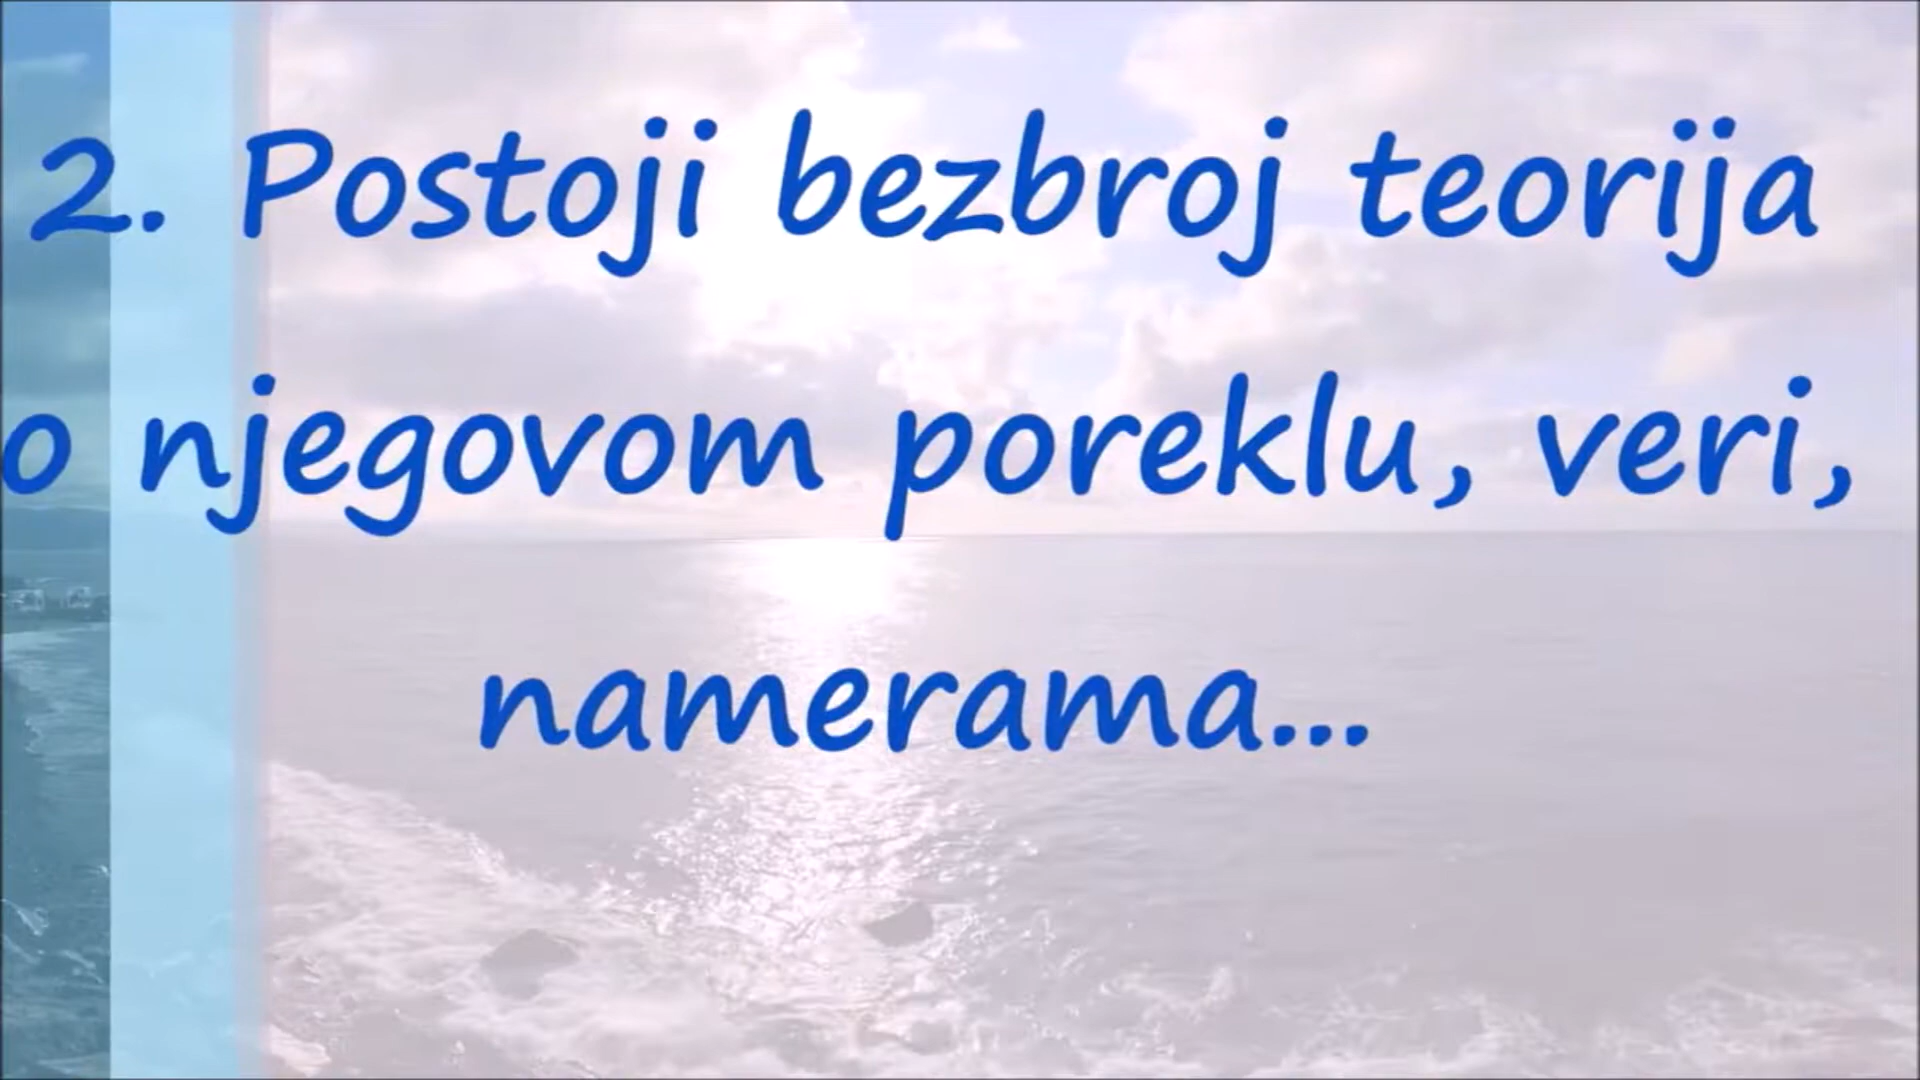 2. Postoji bezbroj teorija
o njegovom poreklu, veri,
namerama...